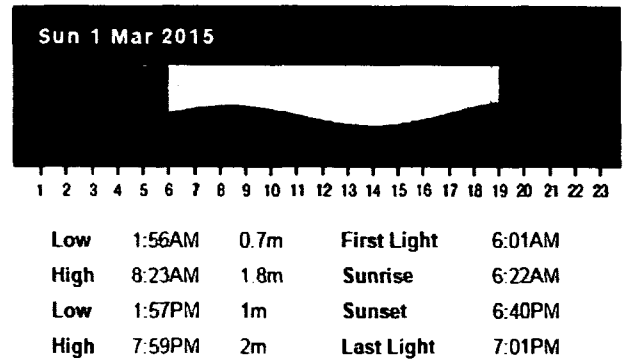 Sun 1 Mar 2015
1 2 3 4 5 6 7 8 9 10 11 12 13 14 15 16 17 18 19 20 21 22 23
Low 1:56AM 0.7m First Light 6:01AM
High 8:23AM 1.8m Sunrise 6:22AM
Low 1:57PM 1m Sunset 6:40PM
High 7:59PM 2m Last Light 7:01PM